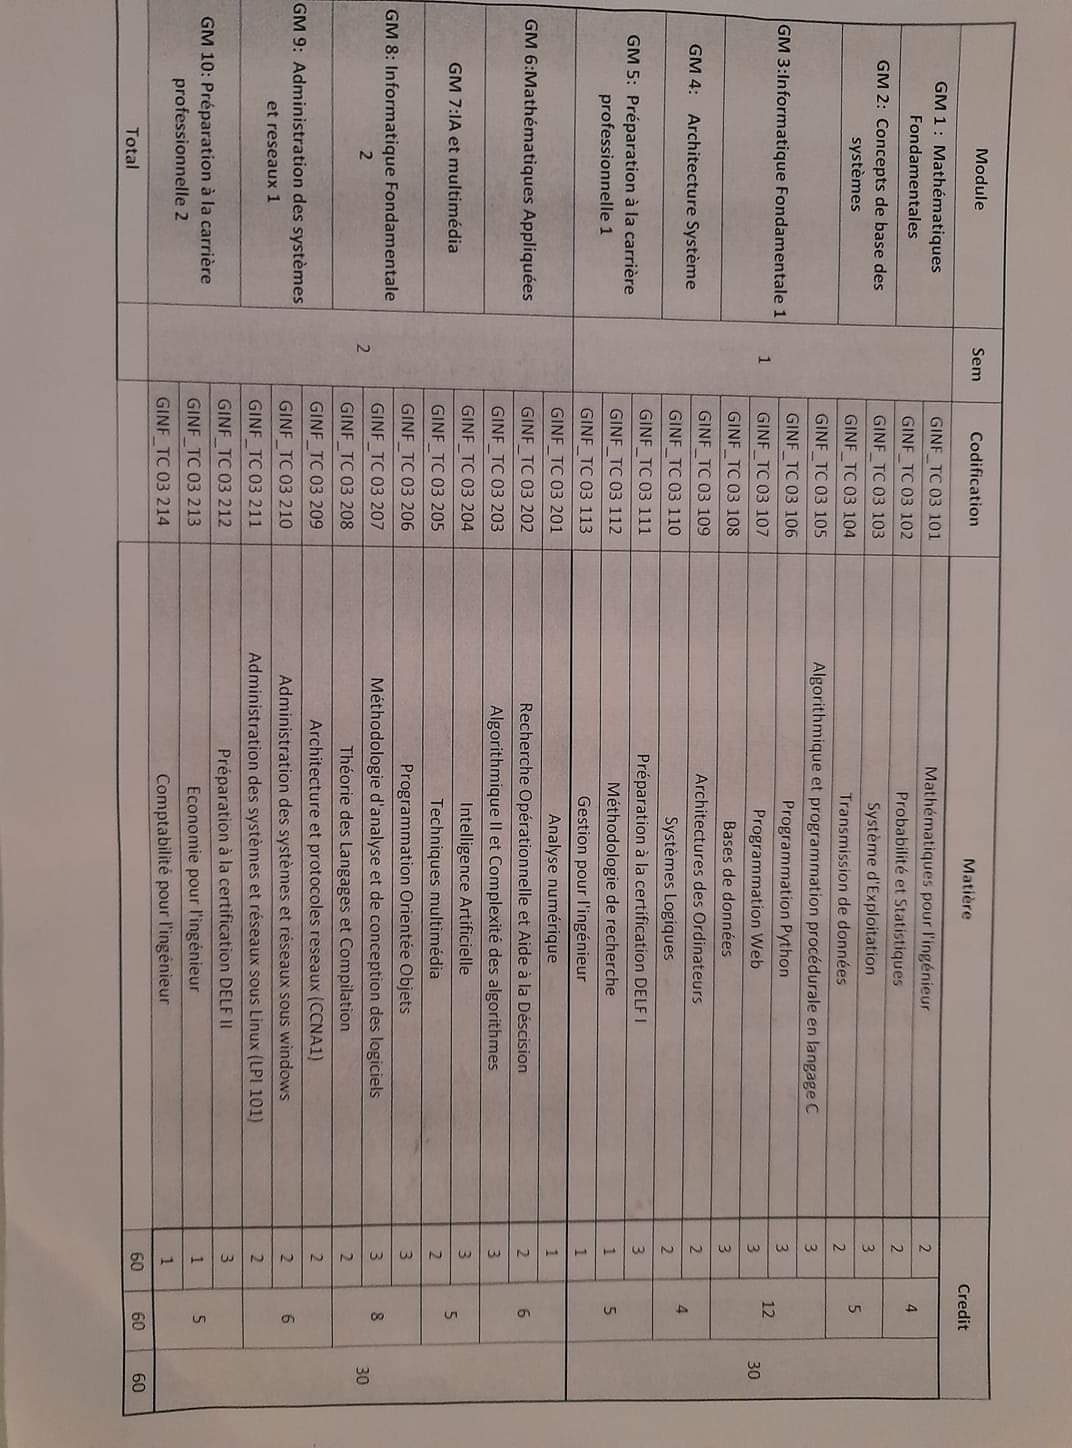 Module Sem Codification Matière Credit
GM 1 : Mathématiques
Fondamentales
GINF_TC 03 101 Mathématiques pour l'ingénieur 2 4
GINF_TC 03 102 Probabilité et Statistiques 2
GM 2: Concepts de base des
systèmes
GINF_TC 03 103 Système d'Exploitation 3 5
GINF_TC 03 104 Transmission de données 2
GM 3:Informatique Fondamentale 1 1
GINF_TC 03 105 Algorithmique et programmation procédurale en langage C 3 12 30
GINF_TC 03 106 Programmation Python 3
GINF_TC 03 107 Programmation Web 3
GINF_TC 03 108 Bases de données 3
GM 4: Architecture Système
GINF_TC 03 109 Architectures des Ordinateurs 2 4
GINF_TC 03 110 Systèmes Logiques 2
GM 5: Préparation à la carrière
professionnelle 1
GINF_TC 03 111 Préparation à la certification DELF I 3 5
GINF_TC 03 112 Méthodologie de recherche 1
GINF_TC 03 113 Gestion pour l'ingénieur 1
GM 6:Mathématiques Appliquées
GINF_TC 03 201 Analyse numérique 1 6
GINF_TC 03 202 Recherche Opérationnelle et Aide à la Déscision 2
GINF_TC 03 203 Algorithmique II et Complexité des algorithmes 3
GM 7:IA et multimédia
GINF_TC 03 204 Intelligence Artificielle 3 5
GINF_TC 03 205 Techniques multimédia 2
GM 8: Informatique Fondamentale
2
2
GINF_TC 03 206 Programmation Orientée Objets 3 8 30
GINF_TC 03 207 Méthodologie d'analyse et de conception des logiciels 3
GINF_TC 03 208 Théorie des Langages et Compilation 2
GM 9: Administration des systèmes
et reseaux 1
GINF_TC 03 209 Architecture et protocoles reseaux (CCNA1) 2 6
GINF_TC 03 210 Administration des systèmes et réseaux sous windows 2
GINF_TC 03 211 Administration des systèmes et réseaux sous Linux (LPI 101) 2
GM 10: Préparation à la carrière
professionnelle 2
GINF_TC 03 212 Préparation à la certification DELF II 3 5
GINF_TC 03 213 Economie pour l'ingénieur 1
GINF_TC 03 214 Comptabilité pour l'ingénieur 1
Total 60 60 60